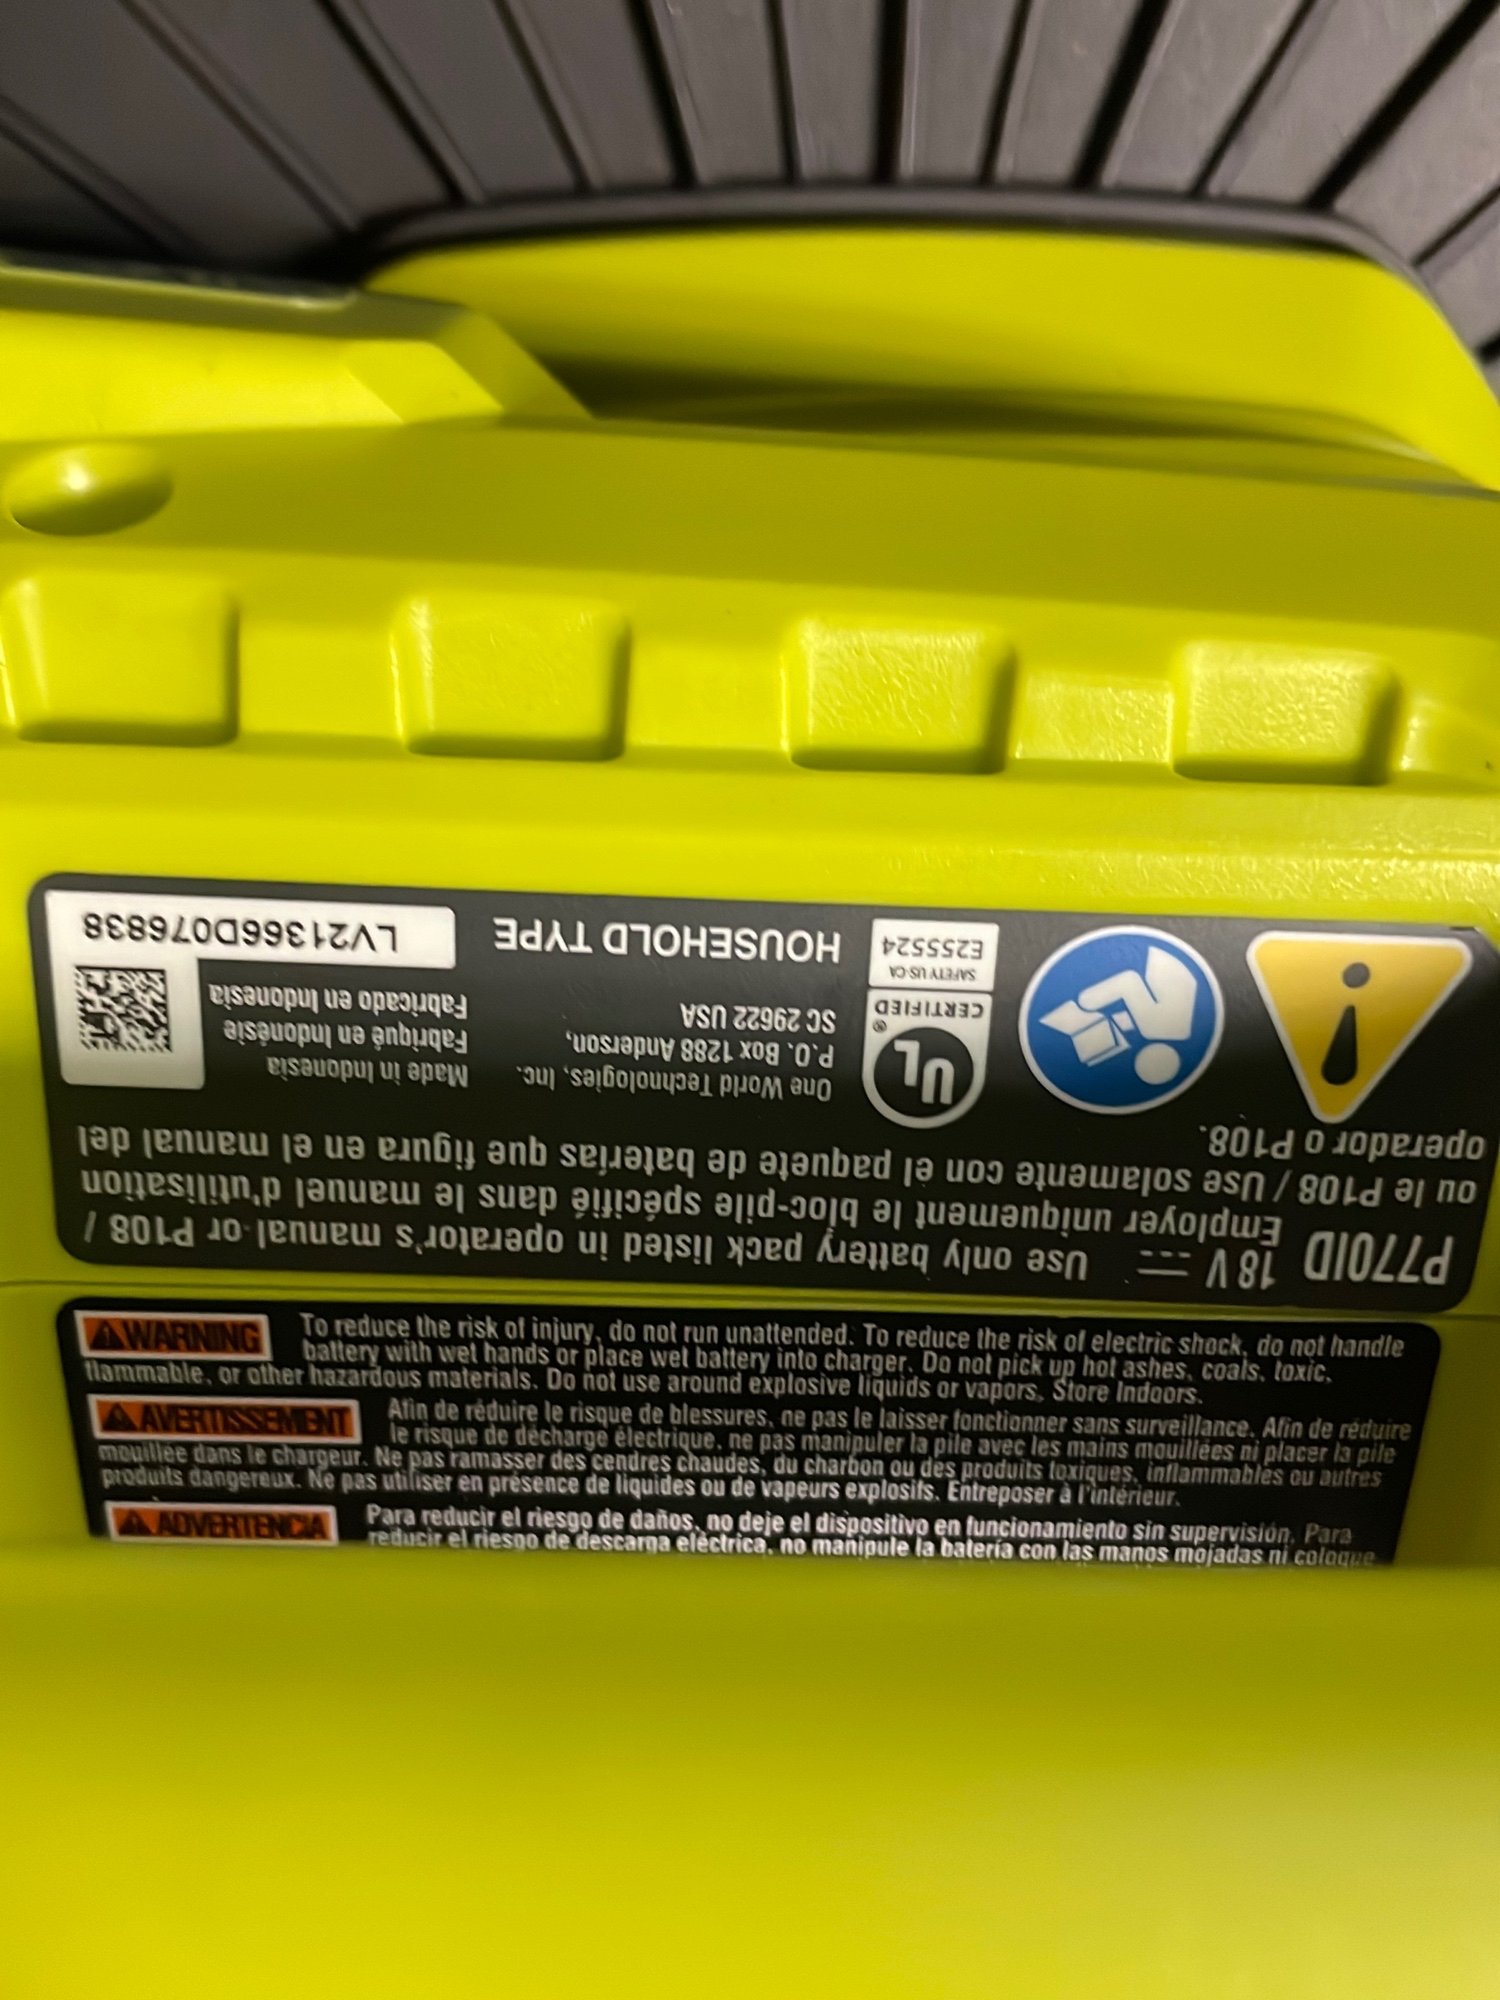 P770ID 18 V Use only battery pack listed in operator's manual or P108 /
Employer uniquement le bloc-pile spécifié dans le manuel d'utilisation
ou le P108 / Use solamente con el paquete de baterías que figura en el manual del
operador o P108.
UL
®
CERTIFIED
SAFETY US-CA
E255524
One World Technologies, Inc.
P.O. Box 1288 Anderson,
SC 29622 USA
HOUSEHOLD TYPE
Made in Indonesia
Fabriqué en Indonésie
Fabricado en Indonesia
LV21366D076838
WARNING To reduce the risk of injury, do not run unattended. To reduce the risk of electric shock, do not handle
battery with wet hands or place wet battery into charger. Do not pick up hot ashes, coals, toxic,
flammable, or other hazardous materials. Do not use around explosive liquids or vapors. Store Indoors.
AVERTISSEMENT Afin de réduire le risque de blessures, ne pas le laisser fonctionner sans surveillance. Afin de réduire
le risque de décharge électrique, ne pas manipuler la pile avec les mains mouillées ni placer la pile
mouillée dans le chargeur. Ne pas ramasser des cendres chaudes, du charbon ou des produits toxiques, inflammables ou autres
produits dangereux. Ne pas utiliser en présence de liquides ou de vapeurs explosifs. Entreposer à l'intérieur.
ADVERTENCIA Para reducir el riesgo de daños, no deje el dispositivo en funcionamiento sin supervisión. Para
reducir el riesgo de descarga eléctrica, no manipule la batería con las manos mojadas ni coloque